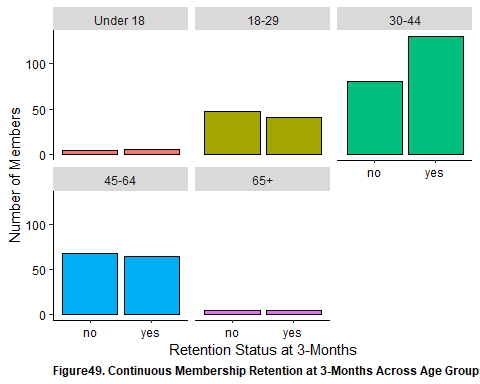 Under 18
18-29
30-44
100
50
0
no
yes
45-64
65+
100
50
0
no
yes
no
yes
Number of Members
Retention Status at 3-Months
Figure49. Continuous Membership Retention at 3-Months Across Age Group